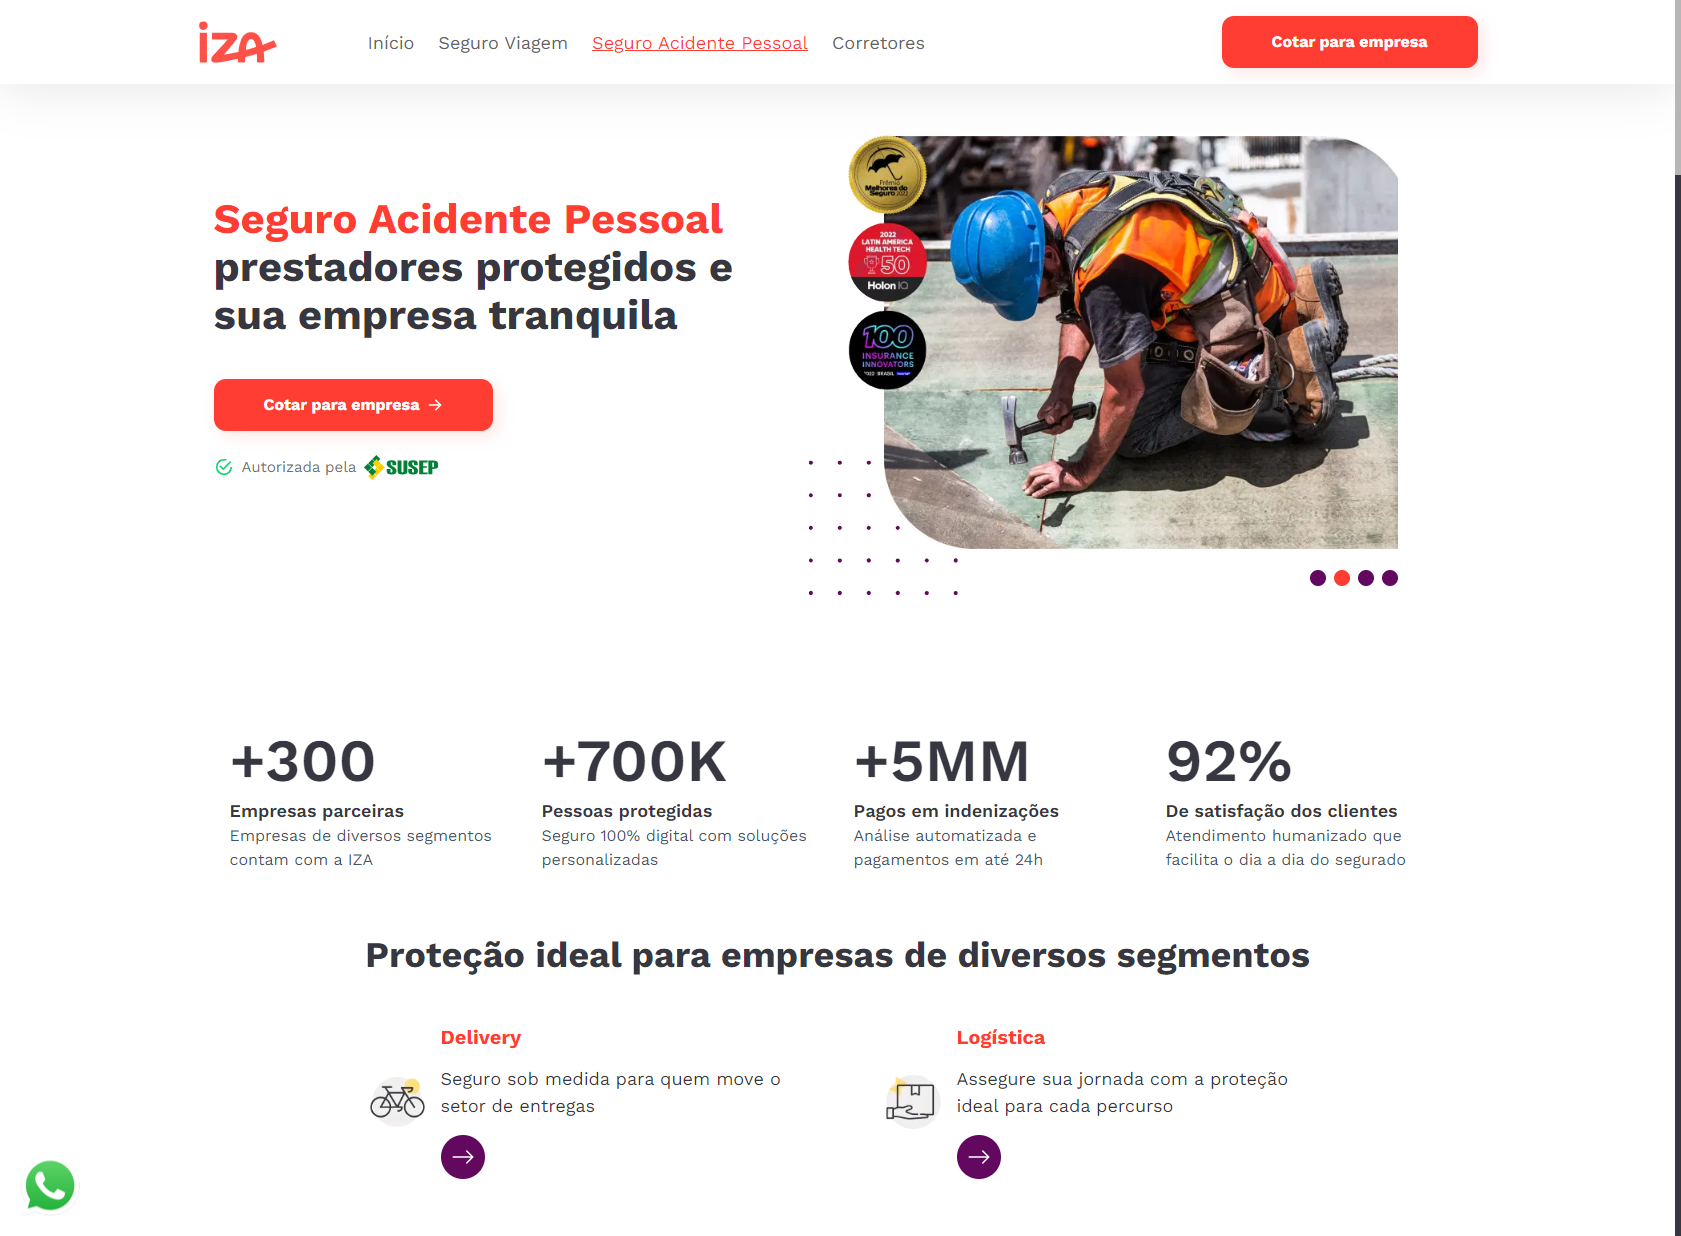 iza
Início
Seguro Viagem
Seguro Acidente Pessoal
Corretores
Cotar para empresa
Seguro Acidente Pessoal
prestadores protegidos e
sua empresa tranquila
Cotar para empresa
Autorizada pela SUSEP
Prêmio
Melhores do
Seguro 2022
2022
LATIN AMERICA
HEALTH TECH
50
Holon IQ
100
INSURANCE
INNOVATORS
2022 BRASIL
+300
Empresas parceiras
Empresas de diversos segmentos
contam com a IZA
+700K
Pessoas protegidas
Seguro 100% digital com soluções
personalizadas
+5MM
Pagos em indenizações
Análise automatizada e
pagamentos em até 24h
92%
De satisfação dos clientes
Atendimento humanizado que
facilita o dia a dia do segurado
Proteção ideal para empresas de diversos segmentos
Delivery
Seguro sob medida para quem move o
setor de entregas
Logística
Assegure sua jornada com a proteção
ideal para cada percurso